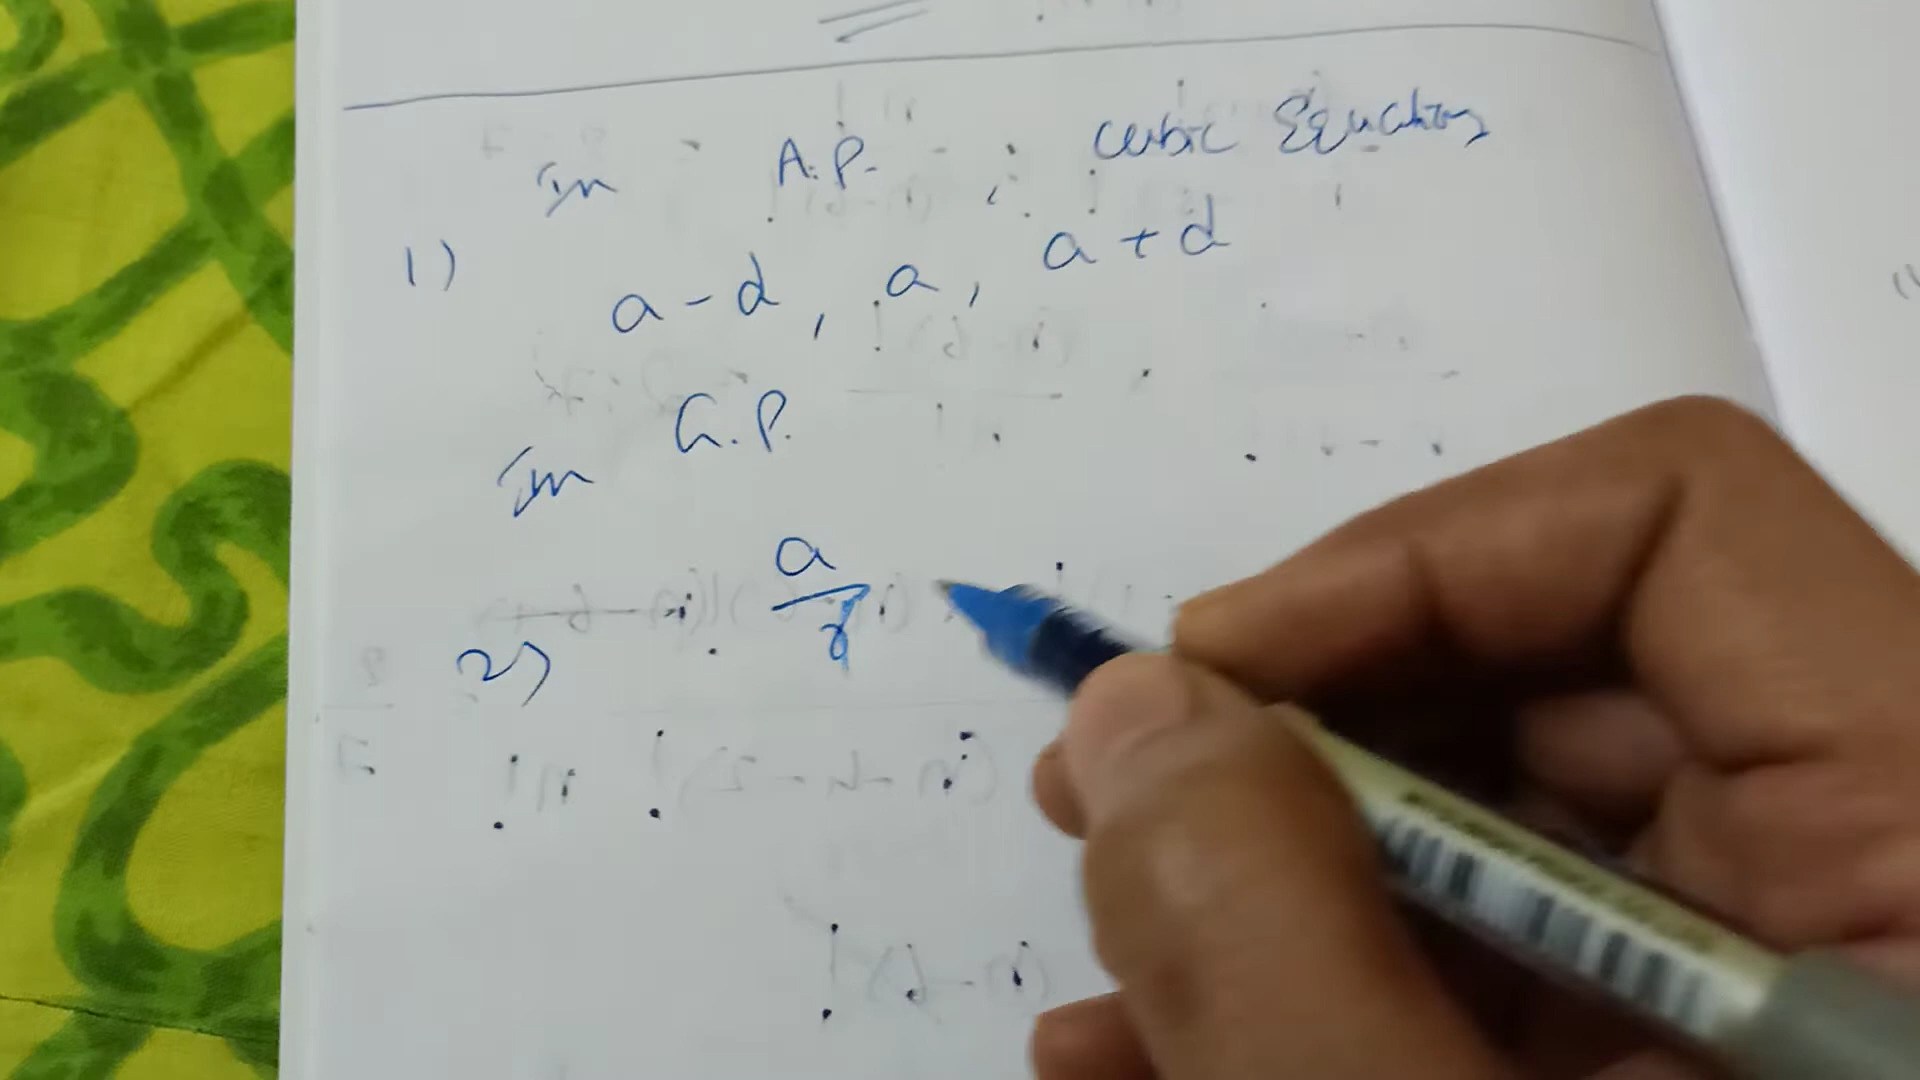 In A.P. , cubic Equation
1) a - d , a , a + d
In G.P.
2) a/r